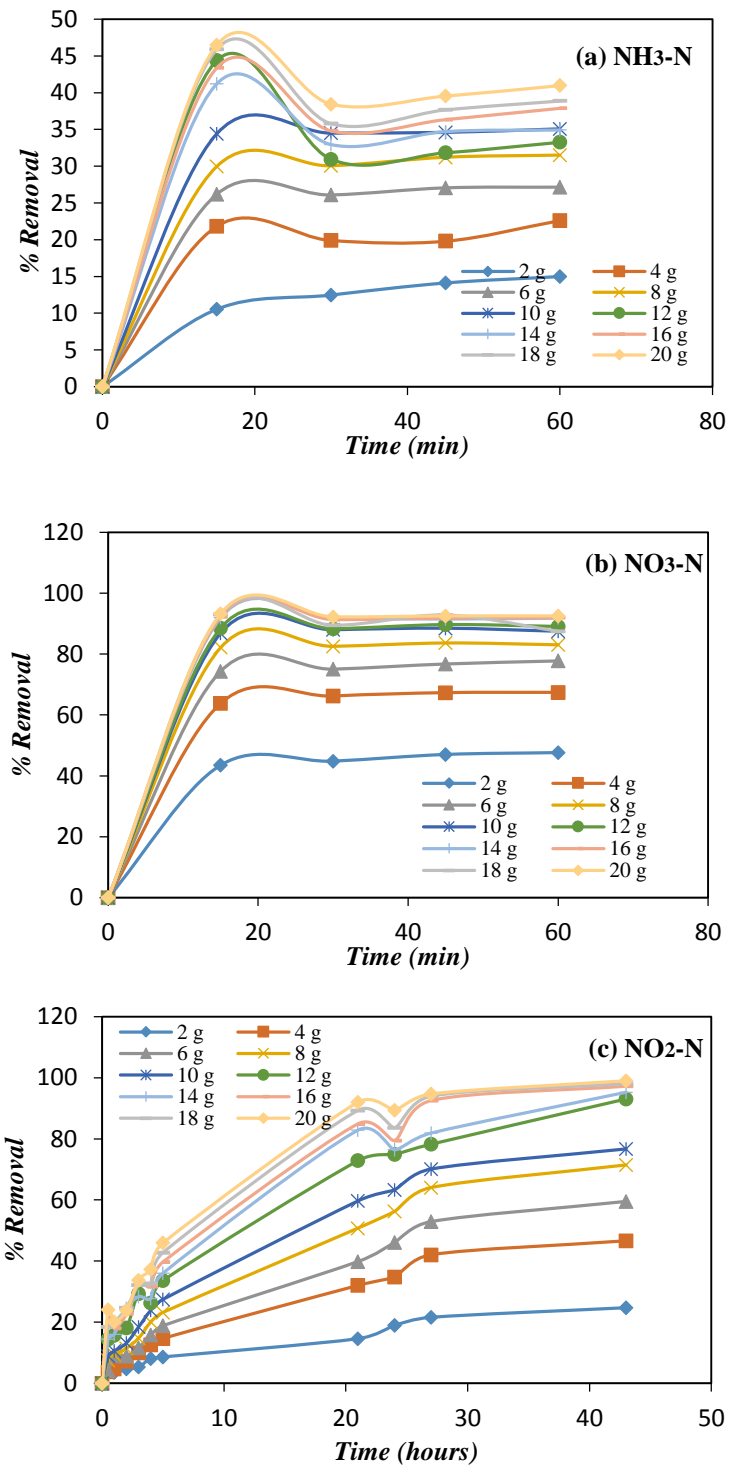 50
45
40
35
30
25
20
15
10
5
0
% Removal
(a) NH3-N
2 g 4 g
6 g 8 g
10 g 12 g
14 g 16 g
18 g 20 g
0 20 40 60 80
Time (min)
120
100
80
60
40
20
0
% Removal
(b) NO3-N
2 g 4 g
6 g 8 g
10 g 12 g
14 g 16 g
18 g 20 g
0 20 40 60 80
Time (min)
120
100
80
60
40
20
0
% Removal
2 g 4 g
6 g 8 g
10 g 12 g
14 g 16 g
18 g 20 g
(c) NO2-N
0 10 20 30 40 50
Time (hours)